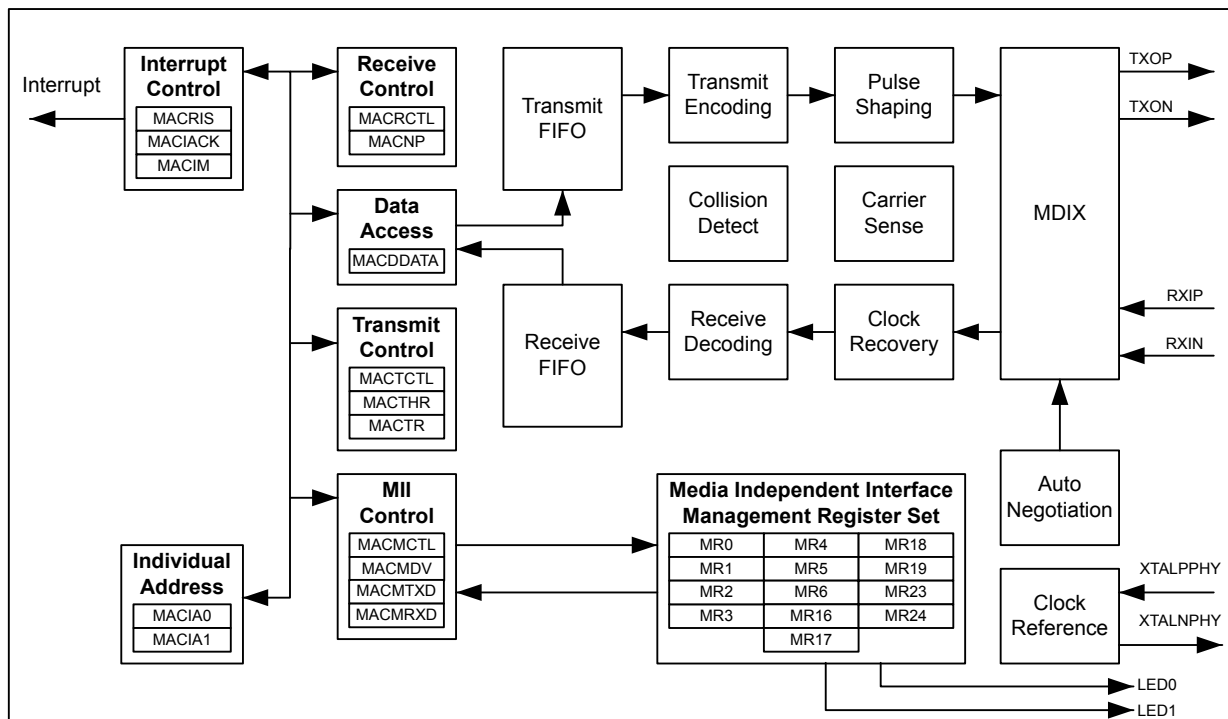 Interrupt
Interrupt
Control
MACRIS
MACIACK
MACIM
Receive
Control
MACRCTL
MACNP
Data
Access
MACDDATA
Transmit
Control
MACTCTL
MACTHR
MACTR
MII
Control
MACMCTL
MACMDV
MACMTXD
MACMRXD
Individual
Address
MACIA0
MACIA1
Transmit
FIFO
Transmit
Encoding
Pulse
Shaping
Collision
Detect
Carrier
Sense
Receive
FIFO
Receive
Decoding
Clock
Recovery
MDIX
TXOP
TXON
RXIP
RXIN
Auto
Negotiation
Media Independent Interface
Management Register Set
MR0 MR4 MR18
MR1 MR5 MR19
MR2 MR6 MR23
MR3 MR16 MR24
MR17
Clock
Reference
XTALPPHY
XTALNPHY
LED0
LED1